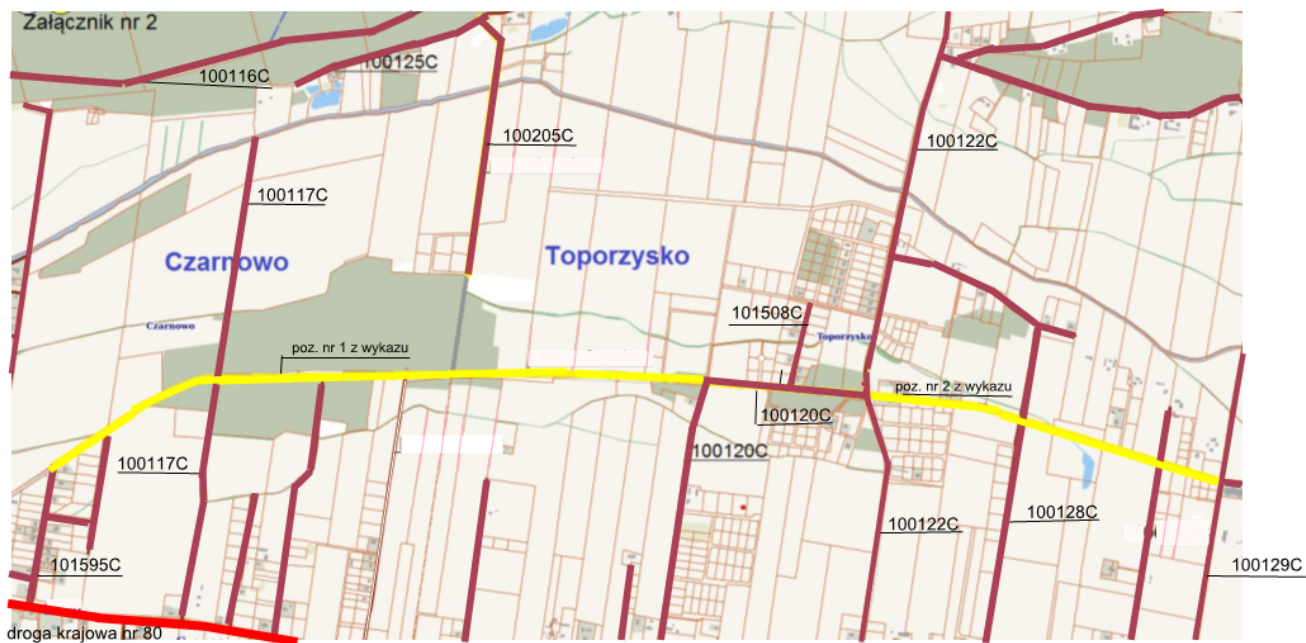 Załącznik nr 2
100116C
100125C
100205C
100122C
100117C
Czarnowo
Toporzysko
101508C
Czarnowo
Toporzysko
poz. nr 1 z wykazu
poz. nr 2 z wykazu
100120C
100117C
100120C
100128C
100122C
101595C
100129C
droga krajowa nr 80